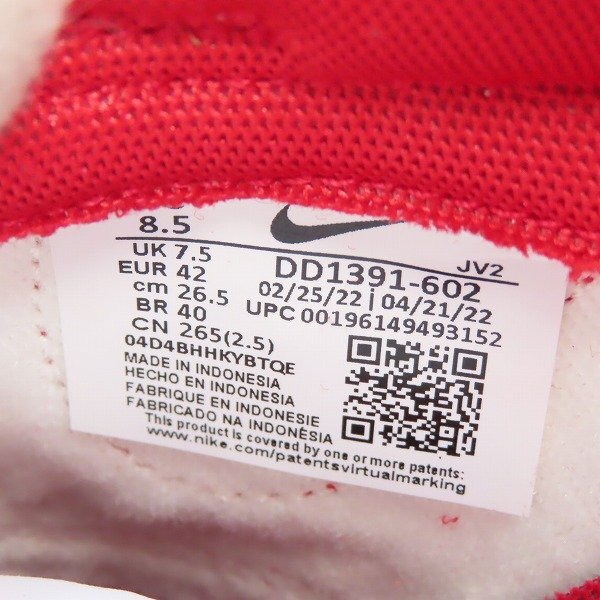 8.5
UK 7.5
EUR 42
cm 26.5
BR 40
CN 265(2.5)
04D4BHHKYBTQE
MADE IN INDONESIA
HECHO EN INDONESIA
FABRIQUE EN INDONESIE
FABRICADO NA INDONÉSIA
This product is covered by one or more patents:
www.nike.com/patentsvirtualmarking
JV2
DD1391-602
02/25/22 | 04/21/22
UPC 00196149493152